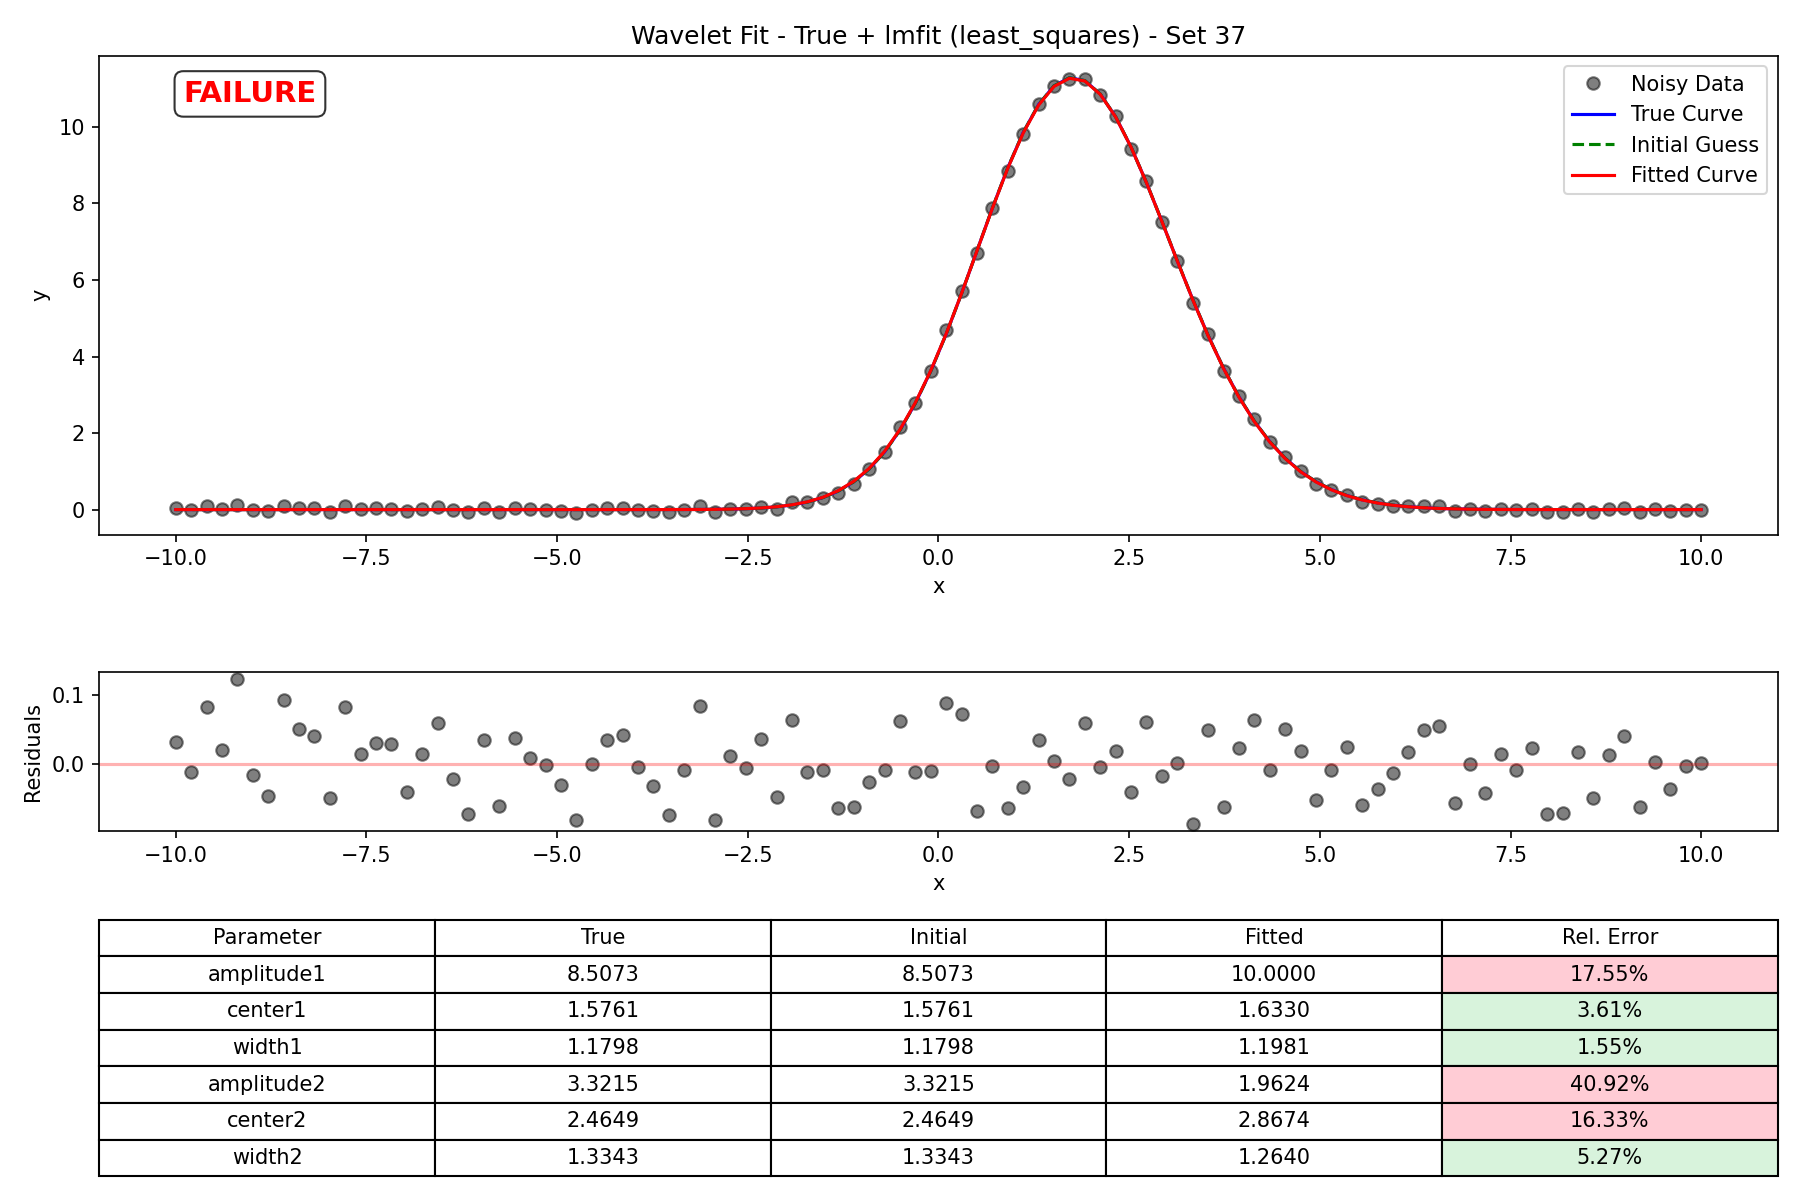 Wavelet Fit - True + lmfit (least_squares) - Set 37
FAILURE
Noisy Data
True Curve
Initial Guess
Fitted Curve
y
10
8
6
4
2
0
−10.0 −7.5 −5.0 −2.5 0.0 2.5 5.0 7.5 10.0
x
Residuals
0.1
0.0
−10.0 −7.5 −5.0 −2.5 0.0 2.5 5.0 7.5 10.0
x
Parameter True Initial Fitted Rel. Error
amplitude1 8.5073 8.5073 10.0000 17.55%
center1 1.5761 1.5761 1.6330 3.61%
width1 1.1798 1.1798 1.1981 1.55%
amplitude2 3.3215 3.3215 1.9624 40.92%
center2 2.4649 2.4649 2.8674 16.33%
width2 1.3343 1.3343 1.2640 5.27%